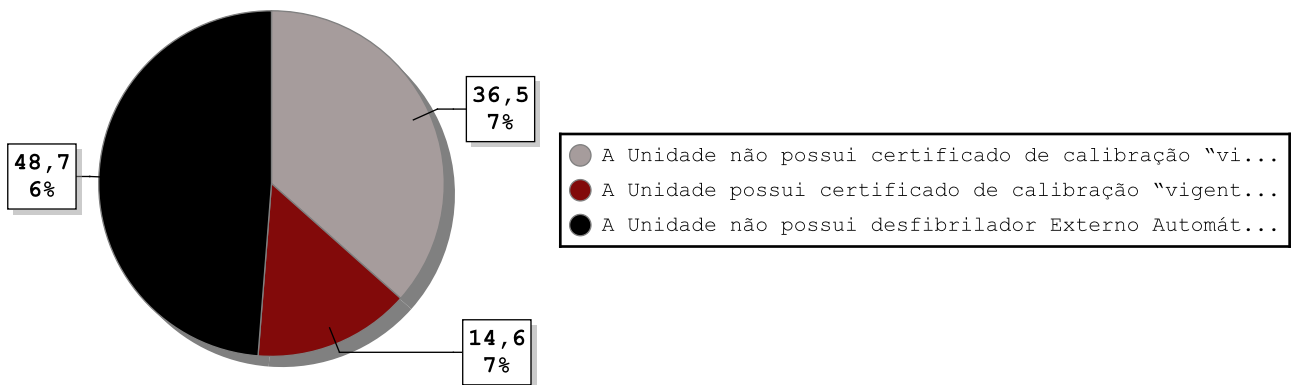 36,5
7%
48,7
6%
14,6
7%
A Unidade não possui certificado de calibração “vi...
A Unidade possui certificado de calibração “vigent...
A Unidade não possui desfibrilador Externo Automát...